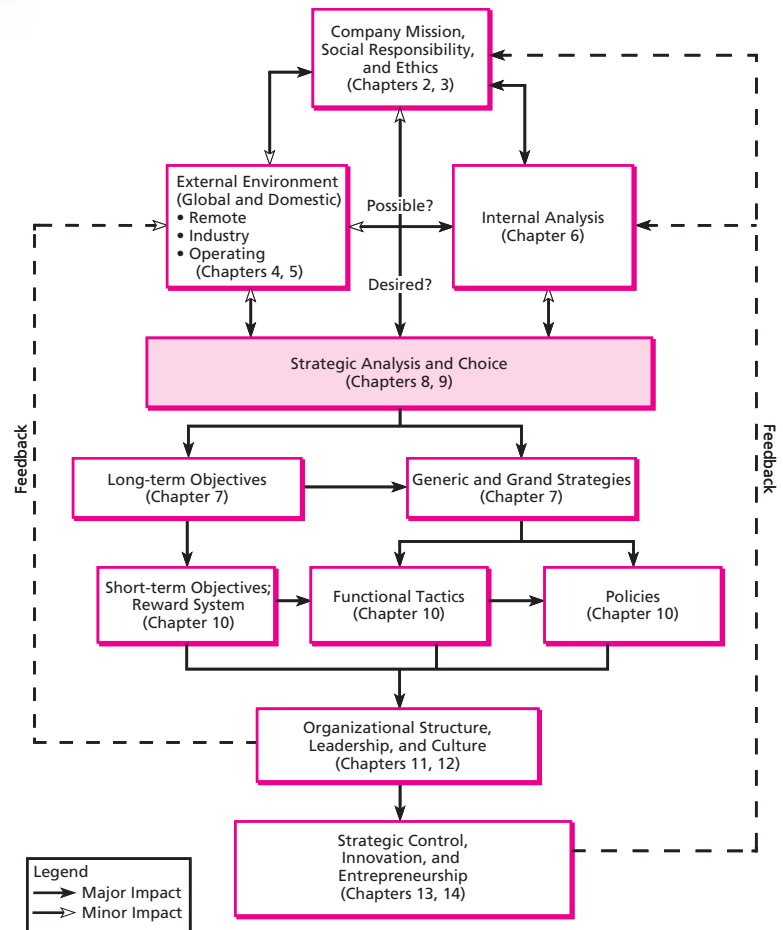 Company Mission,
Social Responsibility,
and Ethics
(Chapters 2, 3)
External Environment
(Global and Domestic)
• Remote
• Industry
• Operating
(Chapters 4, 5)
Possible?
Desired?
Internal Analysis
(Chapter 6)
Strategic Analysis and Choice
(Chapters 8, 9)
Feedback
Feedback
Long-term Objectives
(Chapter 7)
Generic and Grand Strategies
(Chapter 7)
Short-term Objectives;
Reward System
(Chapter 10)
Functional Tactics
(Chapter 10)
Policies
(Chapter 10)
Organizational Structure,
Leadership, and Culture
(Chapters 11, 12)
Strategic Control,
Innovation, and
Entrepreneurship
(Chapters 13, 14)
Legend
Major Impact
Minor Impact